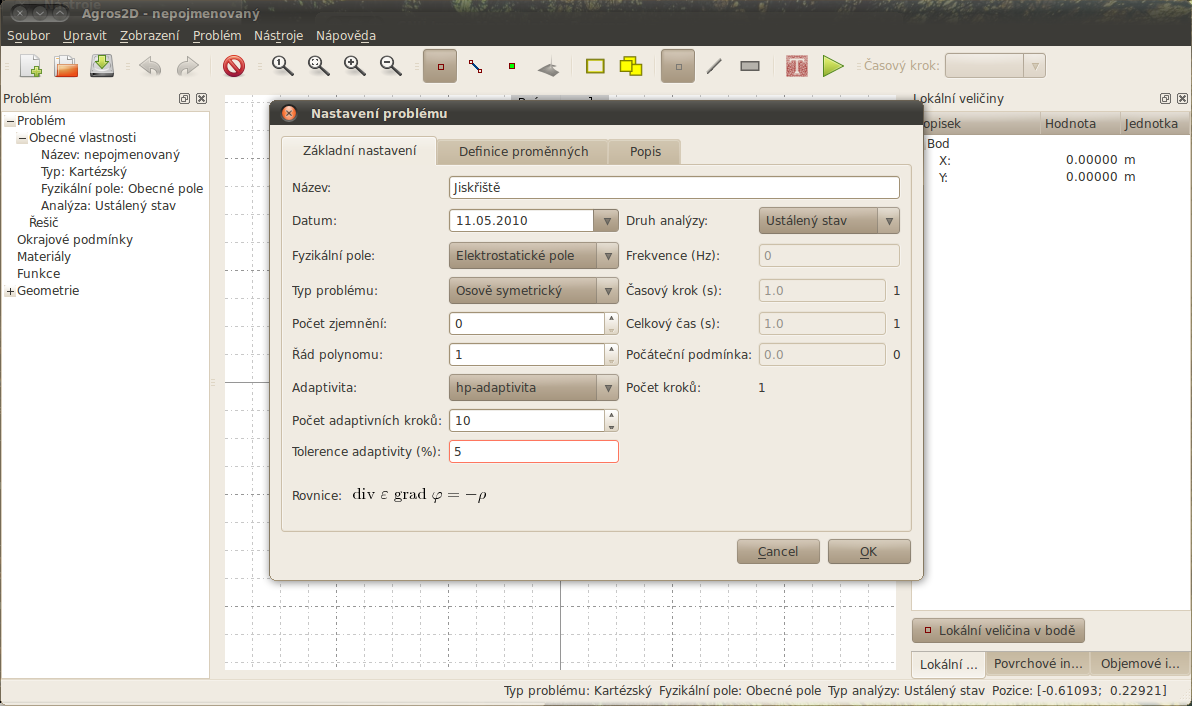 Agros2D - nepojmenovaný
Soubor Upravit Zobrazení Problém Nástroje Nápověda
Časový krok:
Problém
Problém
Obecné vlastnosti
Název: nepojmenovaný
Typ: Kartézský
Fyzikální pole: Obecné pole
Analýza: Ustálený stav
Řešič
Okrajové podmínky
Materiály
Funkce
Geometrie
Nastavení problému
Základní nastavení Definice proměnných Popis
Název: Jiskřiště
Datum: 11.05.2010 Druh analýzy: Ustálený stav
Fyzikální pole: Elektrostatické pole Frekvence (Hz): 0
Typ problému: Osově symetrický Časový krok (s): 1.0 1
Počet zjemnění: 0 Celkový čas (s): 1.0 1
Řád polynomu: 1 Počáteční podmínka: 0.0 0
Adaptivita: hp-adaptivita Počet kroků: 1
Počet adaptivních kroků: 10
Tolerence adaptivity (%): 5
Rovnice: div ε grad φ = −ρ
Cancel OK
Lokální veličiny
opisek Hodnota Jednotka
Bod
X: 0.00000 m
Y: 0.00000 m
Lokální veličina v bodě
Lokální ... Povrchové in... Objemové i...
Typ problému: Kartézský Fyzikální pole: Obecné pole Typ analýzy: Ustálený stav Pozice: [-0.61093; 0.22921]